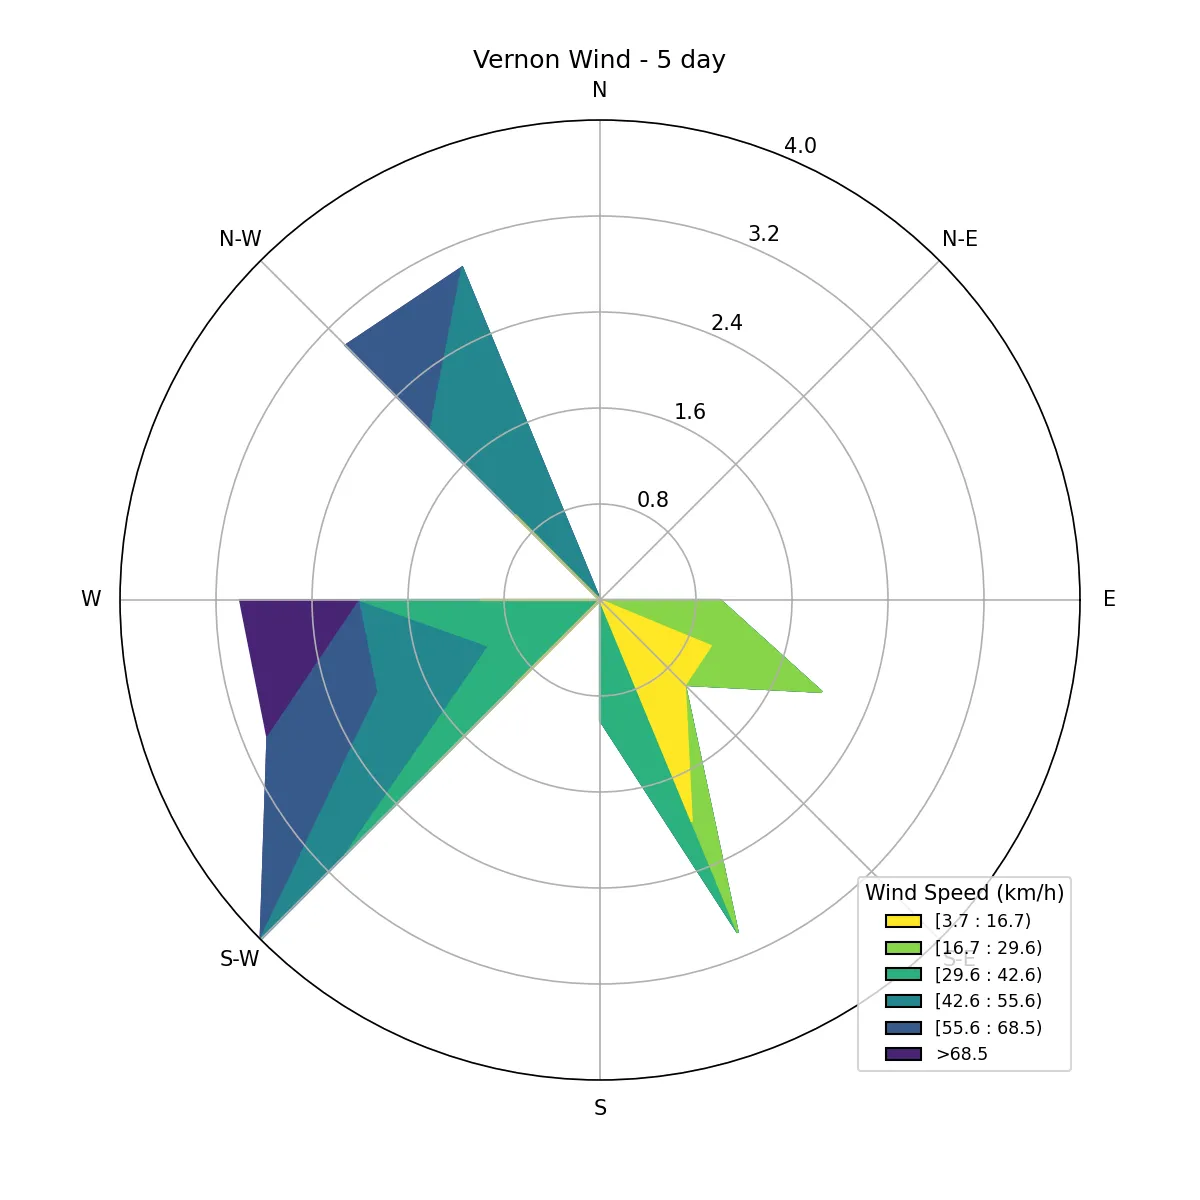 Vernon Wind - 5 day
N
4.0
N-W
N-E
3.2
2.4
1.6
0.8
W
E
S-W
S-E
S
Wind Speed (km/h)
[3.7 : 16.7)
[16.7 : 29.6)
[29.6 : 42.6)
[42.6 : 55.6)
[55.6 : 68.5)
>68.5